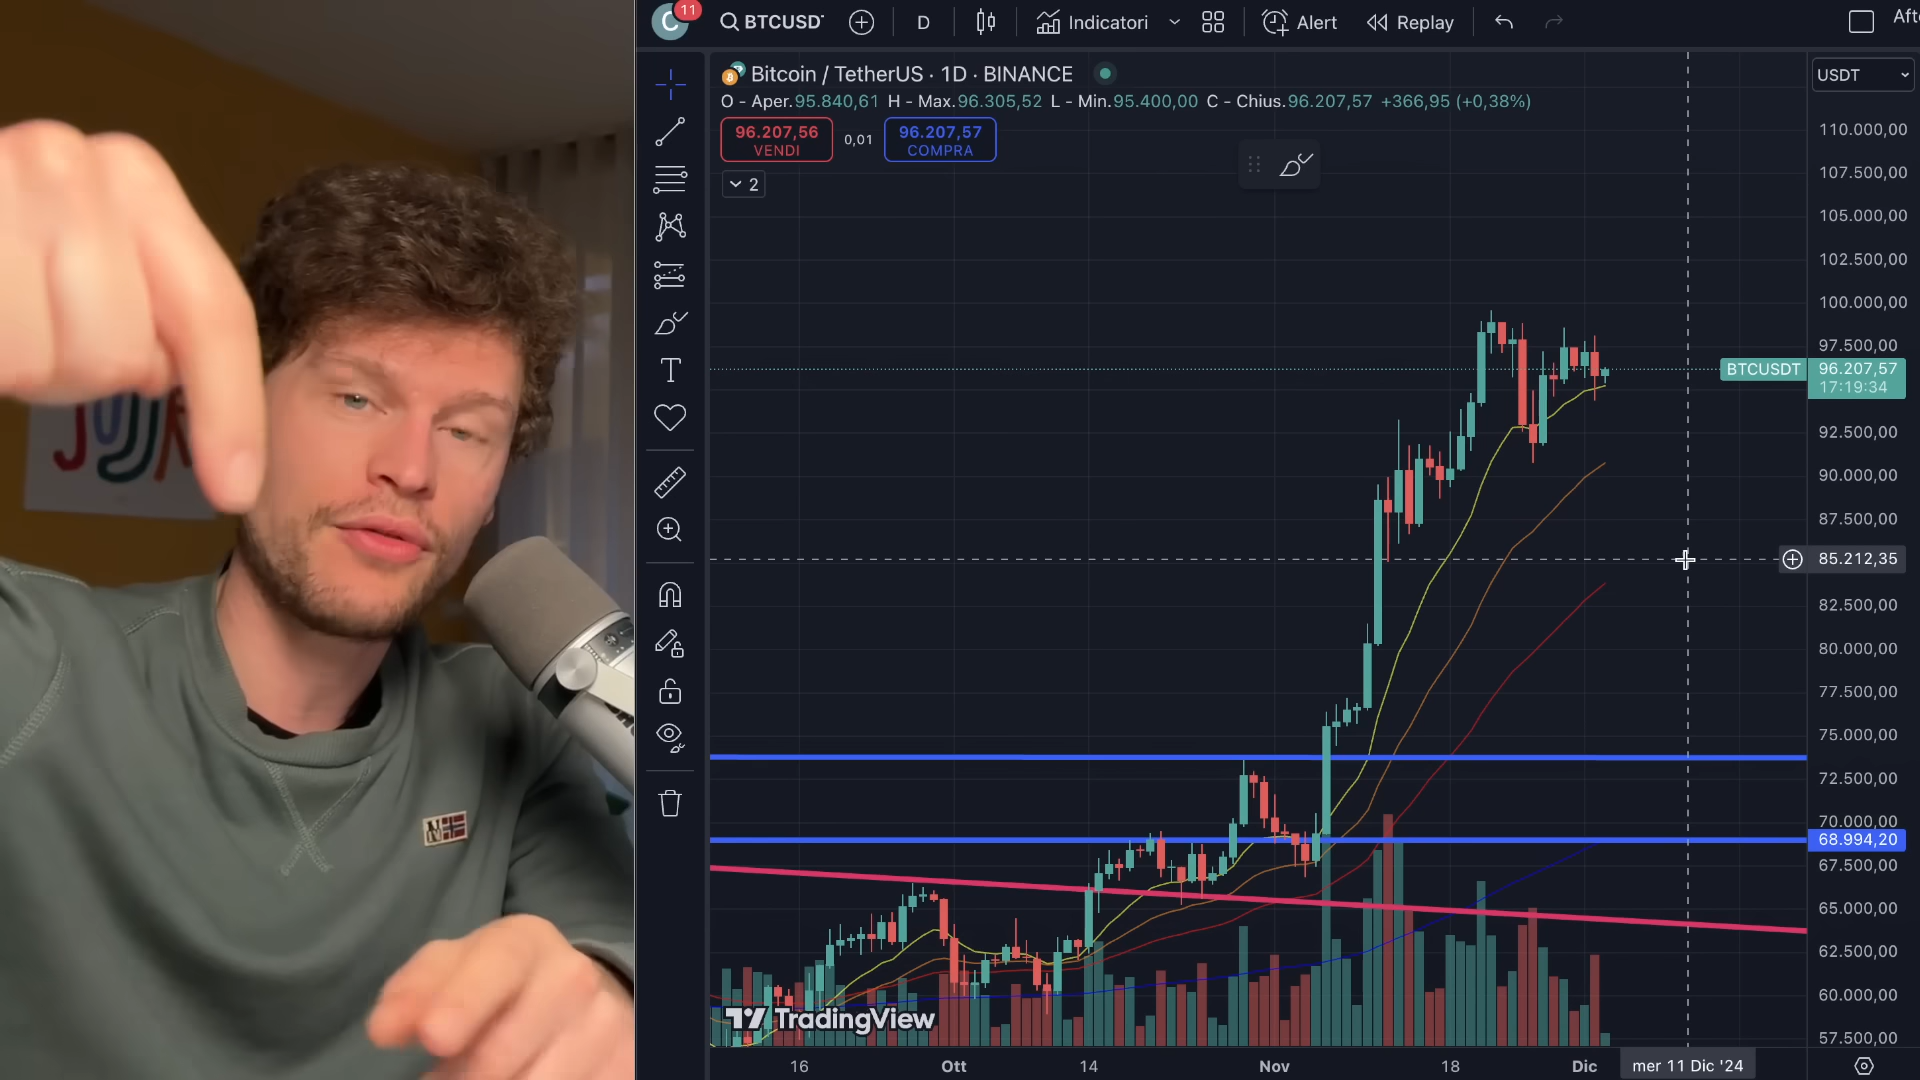 C
11
BTCUSD
D
Indicatori
Alert
Replay
Bitcoin / TetherUS · 1D · BINANCE
O - Aper.95.840,61 H - Max.96.305,52 L - Min.95.400,00 C - Chius.96.207,57 +366,95 (+0,38%)
96.207,56
VENDI
0,01
96.207,57
COMPRA
2
USDT
110.000,00
107.500,00
105.000,00
102.500,00
100.000,00
97.500,00
BTCUSDT
96.207,57
17:19:34
92.500,00
90.000,00
87.500,00
85.212,35
82.500,00
80.000,00
77.500,00
75.000,00
72.500,00
70.000,00
68.994,20
67.500,00
65.000,00
62.500,00
60.000,00
57.500,00
N
TradingView
16
Ott
14
Nov
18
Dic
mer 11 Dic '24